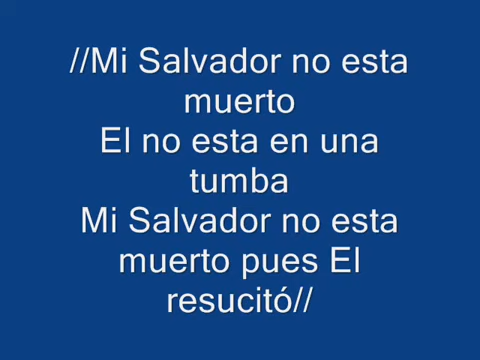 //Mi Salvador no esta
muerto
El no esta en una
tumba
Mi Salvador no esta
muerto pues El
resucitó//